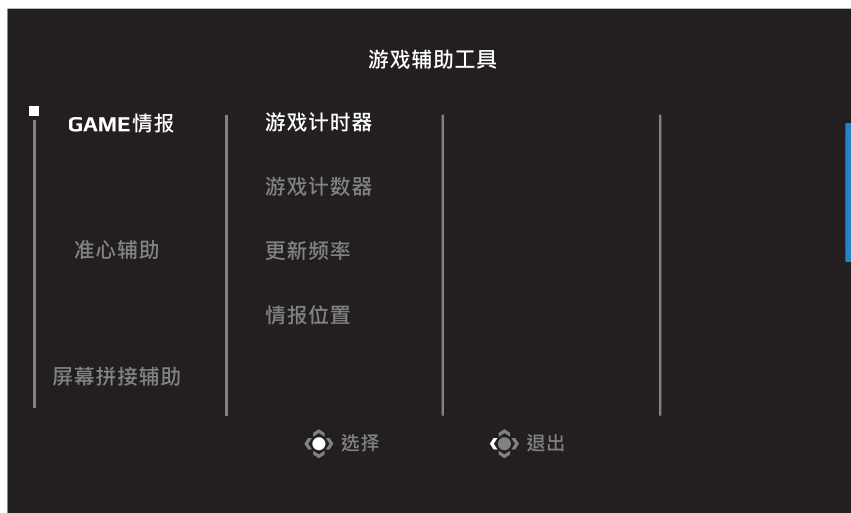 游戏辅助工具
GAME情报
游戏计时器
游戏计数器
准心辅助
更新频率
情报位置
屏幕拼接辅助
选择
退出